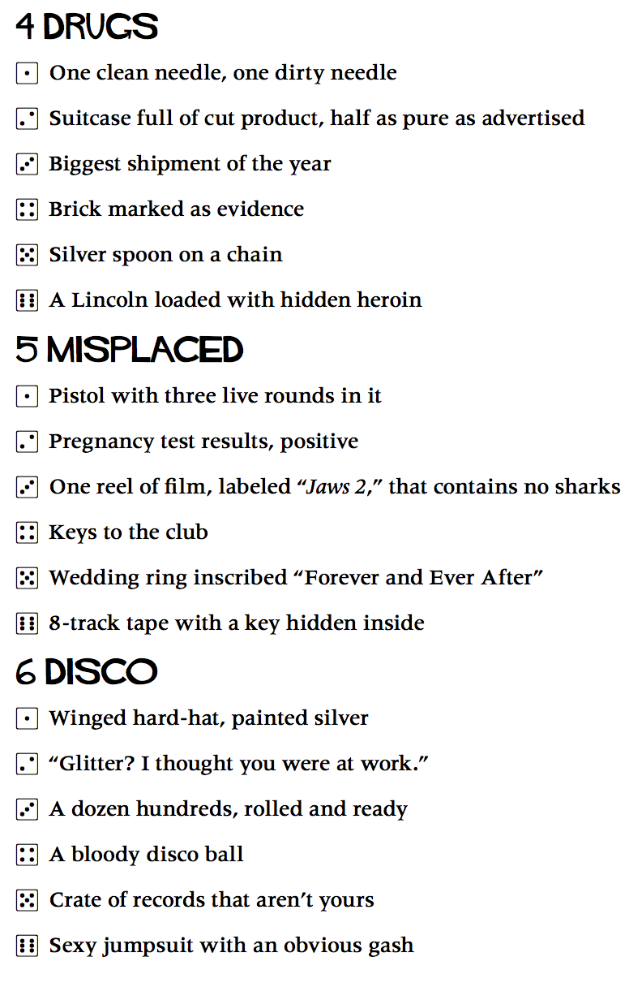 4 DRUGS
One clean needle, one dirty needle
Suitcase full of cut product, half as pure as advertised
Biggest shipment of the year
Brick marked as evidence
Silver spoon on a chain
A Lincoln loaded with hidden heroin
5 MISPLACED
Pistol with three live rounds in it
Pregnancy test results, positive
One reel of film, labeled “Jaws 2,” that contains no sharks
Keys to the club
Wedding ring inscribed “Forever and Ever After”
8-track tape with a key hidden inside
6 DISCO
Winged hard-hat, painted silver
“Glitter? I thought you were at work.”
A dozen hundreds, rolled and ready
A bloody disco ball
Crate of records that aren’t yours
Sexy jumpsuit with an obvious gash